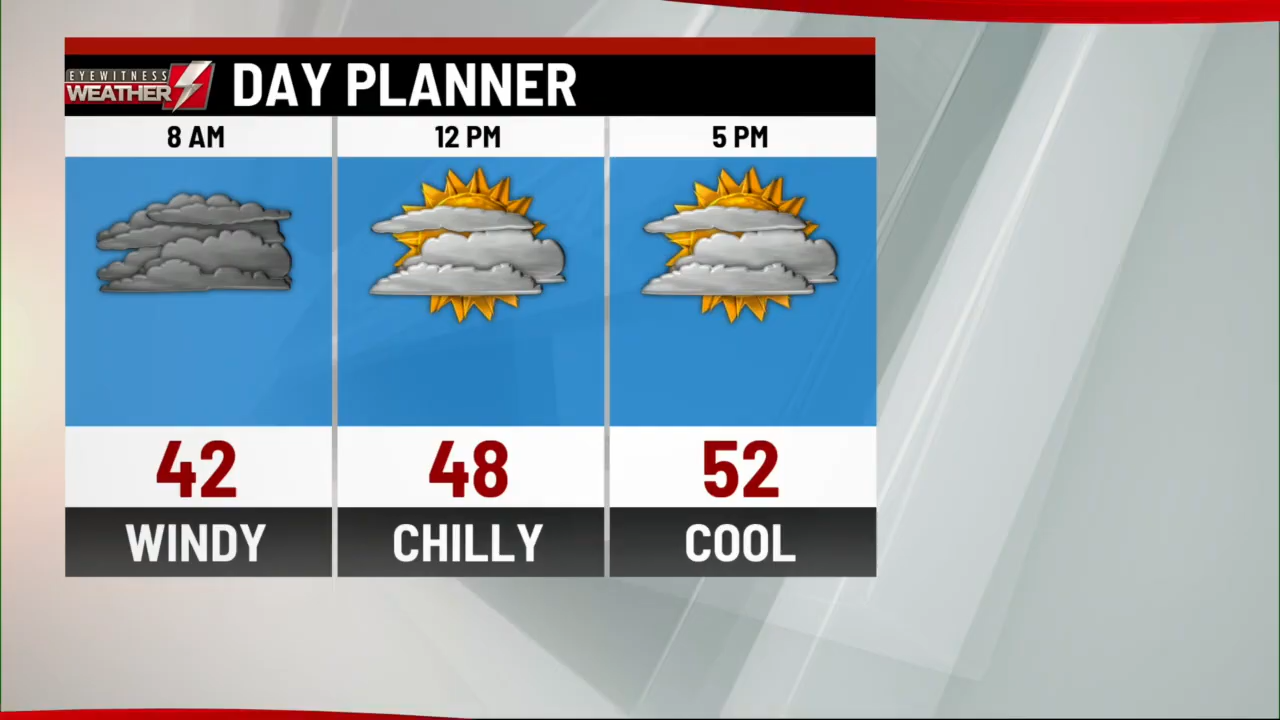 EYEWITNESS
WEATHER
DAY PLANNER
8 AM
12 PM
5 PM
42
48
52
WINDY
CHILLY
COOL